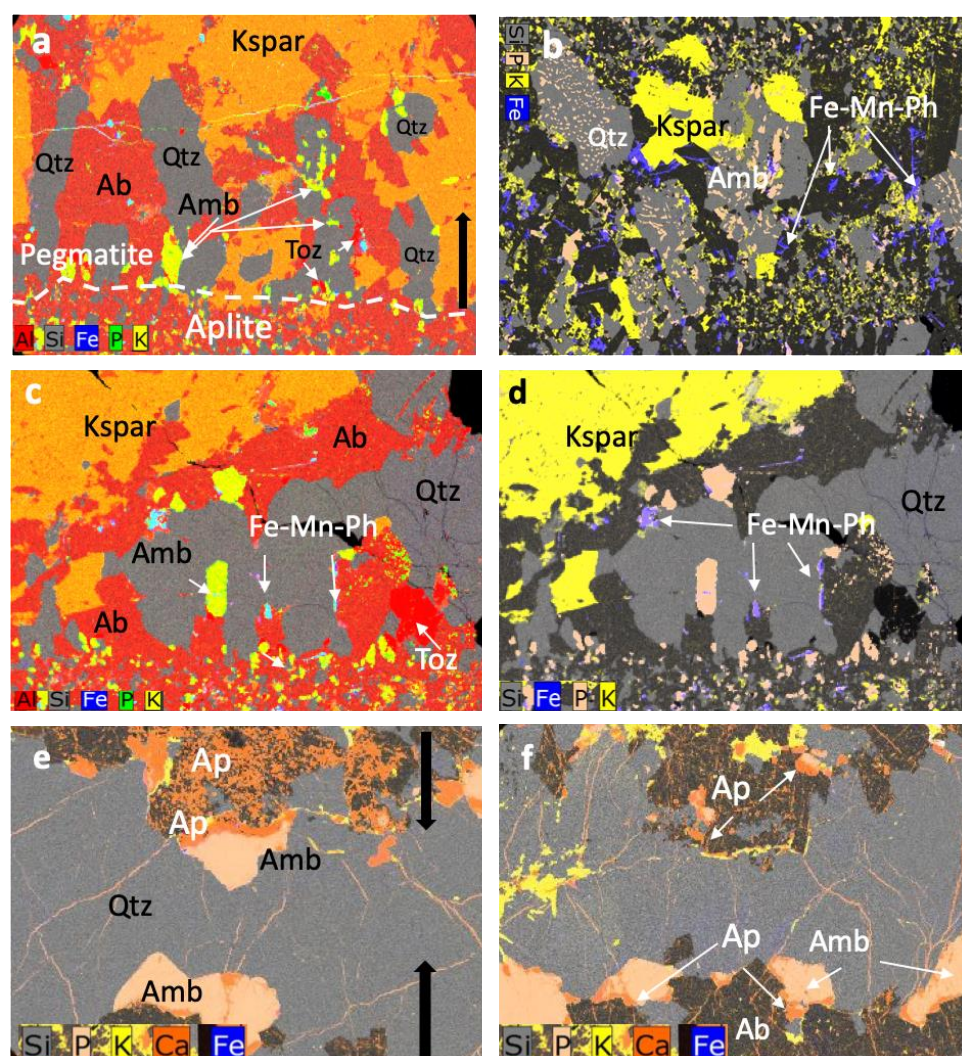 a
Kspar
Qtz
Qtz
Qtz
Ab
Amb
Toz
Qtz
Pegmatite
Aplite
Al Si Fe P K
b
Si P K Fe
Fe-Mn-Ph
Qtz
Kspar
Amb
c
Kspar
Ab
Qtz
Fe-Mn-Ph
Amb
Ab
Toz
Al Si Fe P K
d
Kspar
Qtz
Fe-Mn-Ph
Si Fe P K
e
Ap
Ap
Amb
Qtz
Amb
Si P K Ca Fe
f
Ap
Ap
Amb
Ab
Si P K Ca Fe